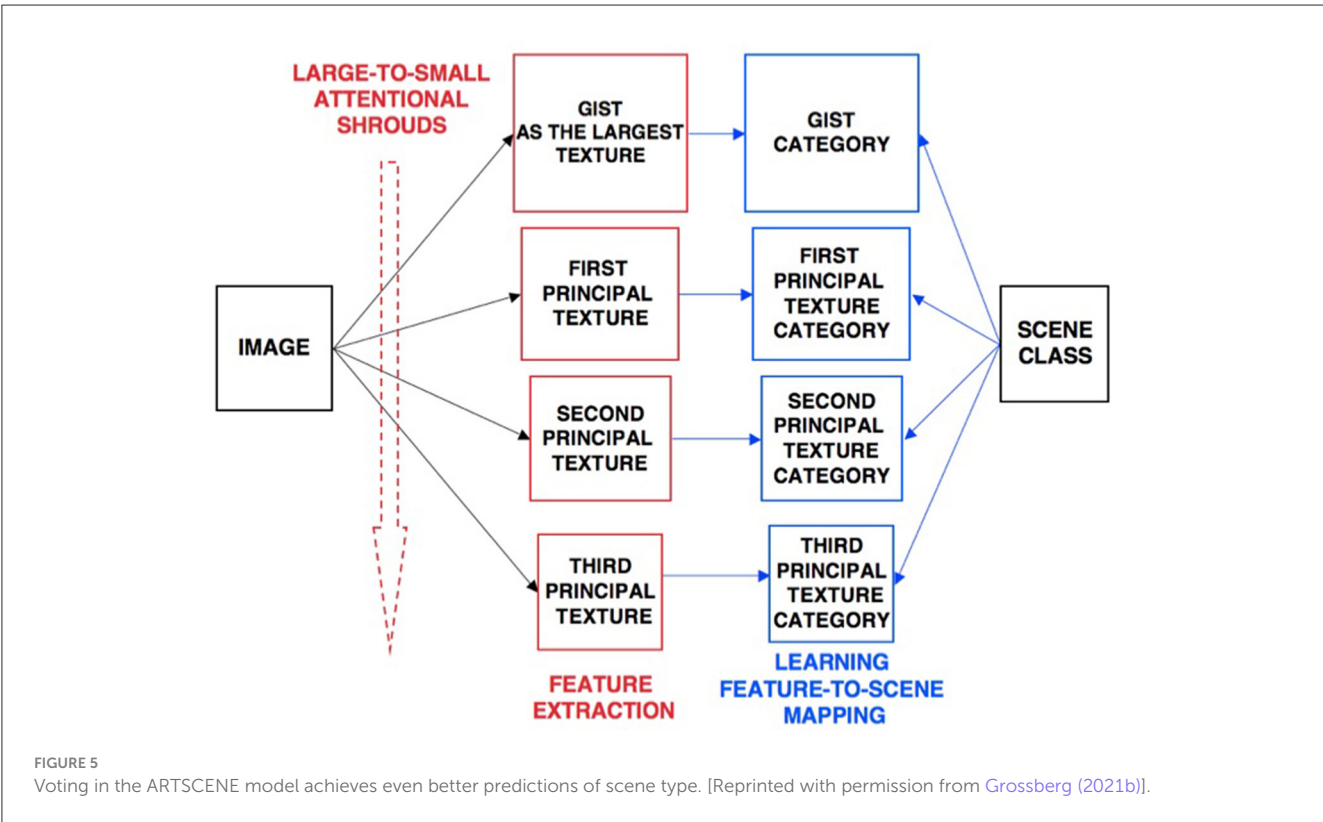 LARGE-TO-SMALL
ATTENTIONAL
SHROUDS
IMAGE
GIST
AS THE LARGEST
TEXTURE
GIST
CATEGORY
FIRST
PRINCIPAL
TEXTURE
FIRST
PRINCIPAL
TEXTURE
CATEGORY
SECOND
PRINCIPAL
TEXTURE
SECOND
PRINCIPAL
TEXTURE
CATEGORY
THIRD
PRINCIPAL
TEXTURE
THIRD
PRINCIPAL
TEXTURE
CATEGORY
SCENE
CLASS
FEATURE
EXTRACTION
LEARNING
FEATURE-TO-SCENE
MAPPING
FIGURE 5
Voting in the ARTSCENE model achieves even better predictions of scene type. [Reprinted with permission from Grossberg (2021b)].